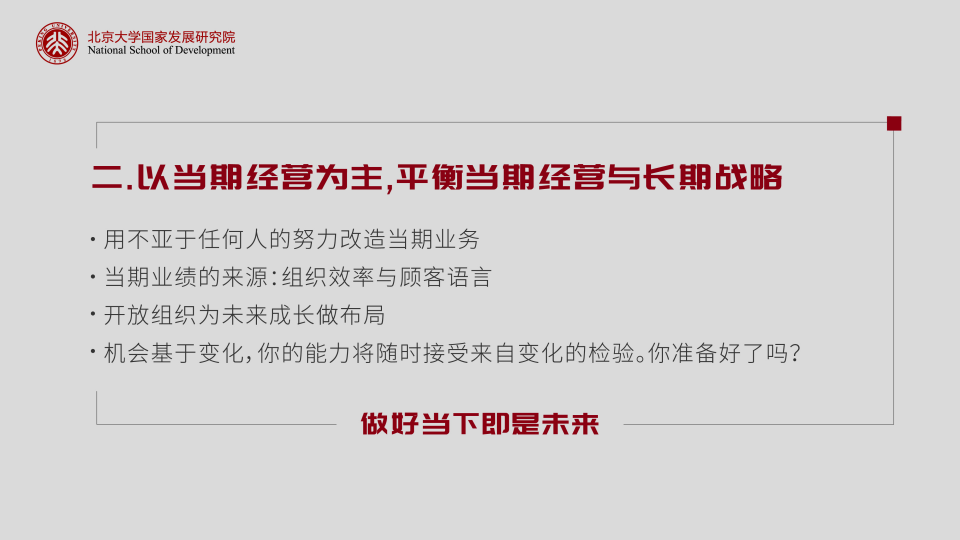 北京大学国家发展研究院
National School of Development
二.以当期经营为主,平衡当期经营与长期战略
·用不亚于任何人的努力改造当期业务
·当期业绩的来源:组织效率与顾客语言
·开放组织为未来成长做布局
·机会基于变化,你的能力将随时接受来自变化的检验。你准备好了吗?
做好当下即是未来